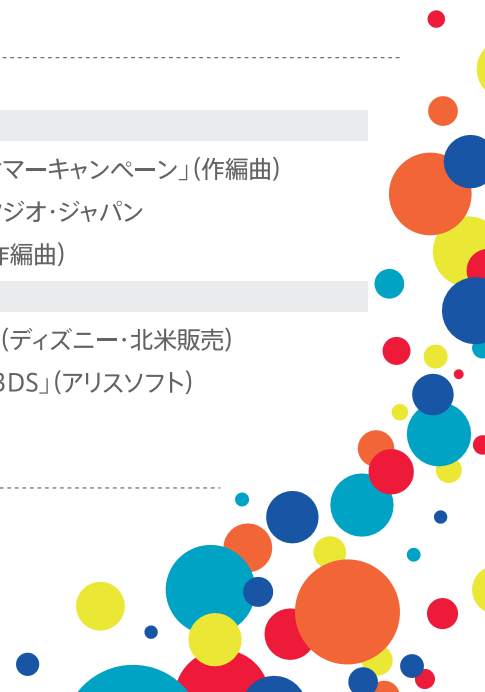 マーキャンペーン」（作編曲）
ジオ・ジャパン
編曲）
（ディズニー・北米販売）
3DS」（アリスソフト）